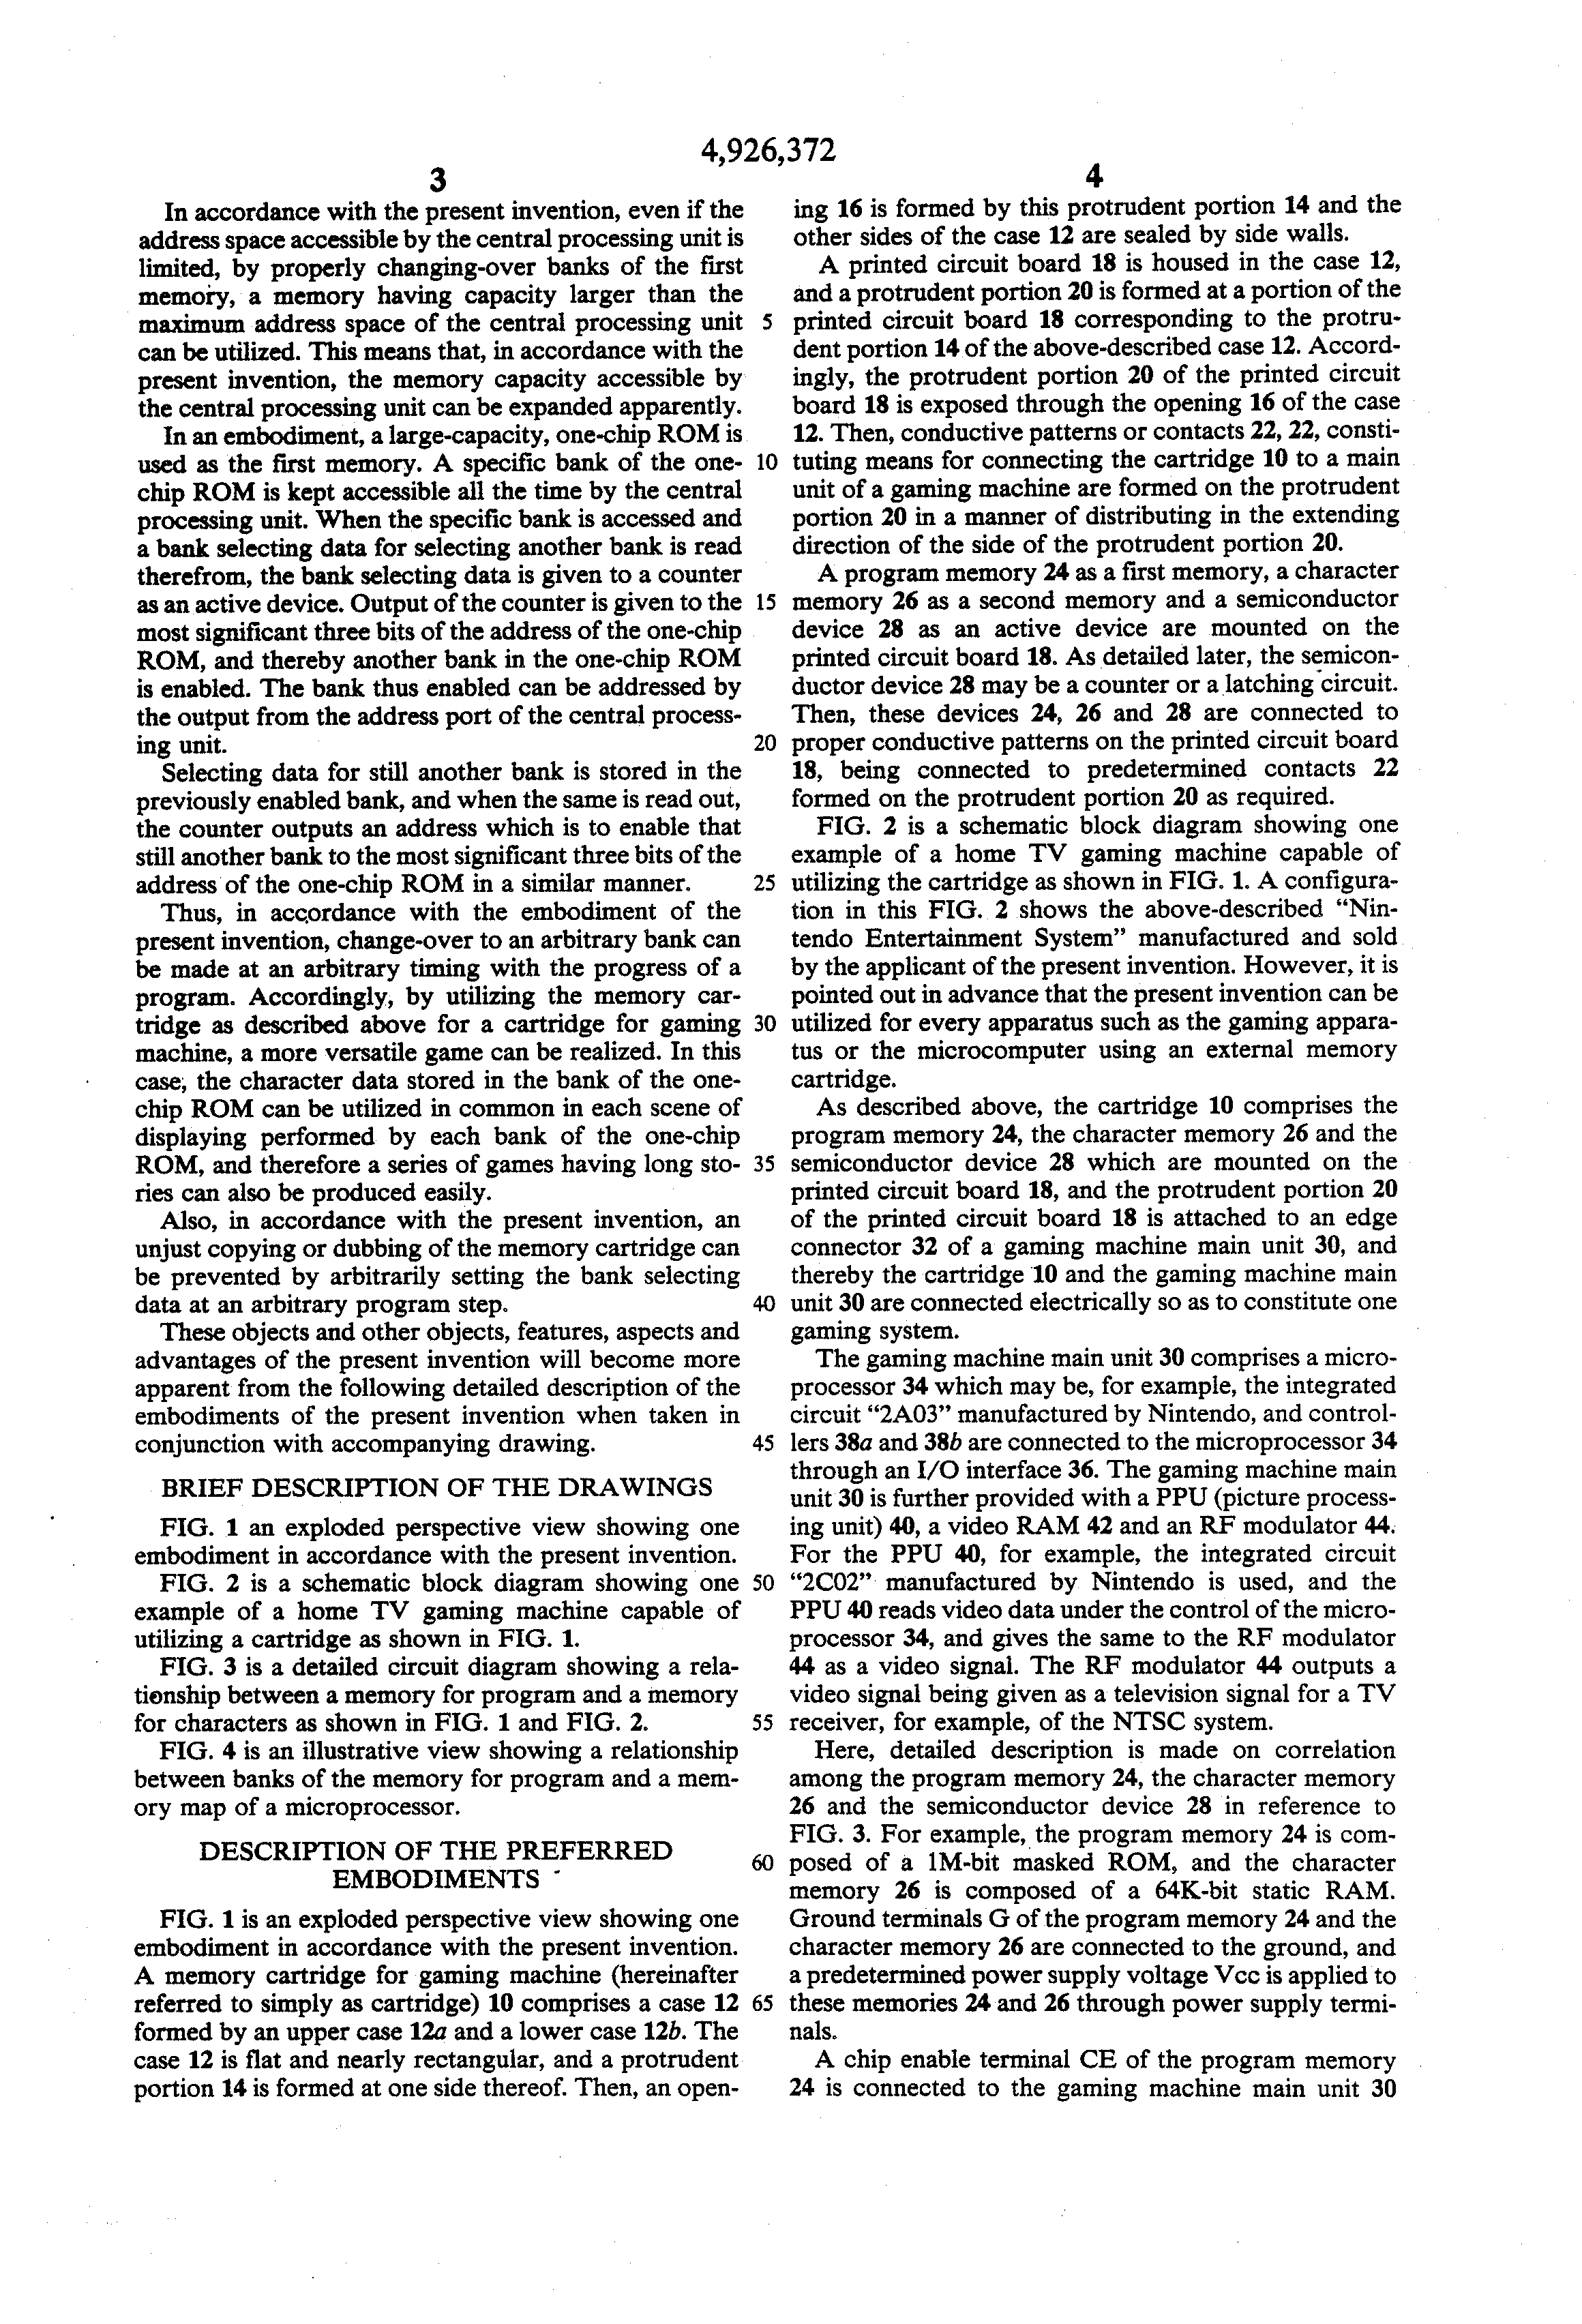 4,926,372
3
In accordance with the present invention, even if the
address space accessible by the central processing unit is
limited, by properly changing-over banks of the first
memory, a memory having capacity larger than the
maximum address space of the central processing unit
can be utilized. This means that, in accordance with the
present invention, the memory capacity accessible by
the central processing unit can be expanded apparently.
In an embodiment, a large-capacity, one-chip ROM is
used as the first memory. A specific bank of the one-
chip ROM is kept accessible all the time by the central
processing unit. When the specific bank is accessed and
a bank selecting data for selecting another bank is read
therefrom, the bank selecting data is given to a counter
as an active device. Output of the counter is given to the
most significant three bits of the address of the one-chip
ROM, and thereby another bank in the one-chip ROM
is enabled. The bank thus enabled can be addressed by
the output from the address port of the central process-
ing unit.
Selecting data for still another bank is stored in the
previously enabled bank, and when the same is read out,
the counter outputs an address which is to enable that
still another bank to the most significant three bits of the
address of the one-chip ROM in a similar manner.
Thus, in accordance with the embodiment of the
present invention, change-over to an arbitrary bank can
be made at an arbitrary timing with the progress of a
program. Accordingly, by utilizing the memory car-
tridge as described above for a cartridge for gaming
machine, a more versatile game can be realized. In this
case, the character data stored in the bank of the one-
chip ROM can be utilized in common in each scene of
displaying performed by each bank of the one-chip
ROM, and therefore a series of games having long sto-
ries can also be produced easily.
Also, in accordance with the present invention, an
unjust copying or dubbing of the memory cartridge can
be prevented by arbitrarily setting the bank selecting
data at an arbitrary program step.
These objects and other objects, features, aspects and
advantages of the present invention will become more
apparent from the following detailed description of the
embodiments of the present invention when taken in
conjunction with accompanying drawing.
BRIEF DESCRIPTION OF THE DRAWINGS
FIG. 1 an exploded perspective view showing one
embodiment in accordance with the present invention.
FIG. 2 is a schematic block diagram showing one
example of a home TV gaming machine capable of
utilizing a cartridge as shown in FIG. 1.
FIG. 3 is a detailed circuit diagram showing a rela-
tionship between a memory for program and a memory
for characters as shown in FIG. 1 and FIG. 2.
FIG. 4 is an illustrative view showing a relationship
between banks of the memory for program and a mem-
ory map of a microprocessor.
DESCRIPTION OF THE PREFERRED
EMBODIMENTS
FIG. 1 is an exploded perspective view showing one
embodiment in accordance with the present invention.
A memory cartridge for gaming machine (hereinafter
referred to simply as cartridge) 10 comprises a case 12
formed by an upper case 12a and a lower case 12b. The
case 12 is flat and nearly rectangular, and a protrudent
portion 14 is formed at one side thereof. Then, an open-
5
10
15
20
25
30
35
40
45
50
55
60
65
4
ing 16 is formed by this protrudent portion 14 and the
other sides of the case 12 are sealed by side walls.
A printed circuit board 18 is housed in the case 12,
and a protrudent portion 20 is formed at a portion of the
printed circuit board 18 corresponding to the protru-
dent portion 14 of the above-described case 12. Accord-
ingly, the protrudent portion 20 of the printed circuit
board 18 is exposed through the opening 16 of the case
12. Then, conductive patterns or contacts 22, 22, consti-
tuting means for connecting the cartridge 10 to a main
unit of a gaming machine are formed on the protrudent
portion 20 in a manner of distributing in the extending
direction of the side of the protrudent portion 20.
A program memory 24 as a first memory, a character
memory 26 as a second memory and a semiconductor
device 28 as an active device are mounted on the
printed circuit board 18. As detailed later, the semicon-
ductor device 28 may be a counter or a latching circuit.
Then, these devices 24, 26 and 28 are connected to
proper conductive patterns on the printed circuit board
18, being connected to predetermined contacts 22
formed on the protrudent portion 20 as required.
FIG. 2 is a schematic block diagram showing one
example of a home TV gaming machine capable of
utilizing the cartridge as shown in FIG. 1. A configura-
tion in this FIG. 2 shows the above-described “Nin-
tendo Entertainment System” manufactured and sold
by the applicant of the present invention. However, it is
pointed out in advance that the present invention can be
utilized for every apparatus such as the gaming appara-
tus or the microcomputer using an external memory
cartridge.
As described above, the cartridge 10 comprises the
program memory 24, the character memory 26 and the
semiconductor device 28 which are mounted on the
printed circuit board 18, and the protrudent portion 20
of the printed circuit board 18 is attached to an edge
connector 32 of a gaming machine main unit 30, and
thereby the cartridge 10 and the gaming machine main
unit 30 are connected electrically so as to constitute one
gaming system.
The gaming machine main unit 30 comprises a micro-
processor 34 which may be, for example, the integrated
circuit “2A03” manufactured by Nintendo, and control-
lers 38a and 38b are connected to the microprocessor 34
through an I/O interface 36. The gaming machine main
unit 30 is further provided with a PPU (picture process-
ing unit) 40, a video RAM 42 and an RF modulator 44.
For the PPU 40, for example, the integrated circuit
“2C02” manufactured by Nintendo is used, and the
PPU 40 reads video data under the control of the micro-
processor 34, and gives the same to the RF modulator
44 as a video signal. The RF modulator 44 outputs a
video signal being given as a television signal for a TV
receiver, for example, of the NTSC system.
Here, detailed description is made on correlation
among the program memory 24, the character memory
26 and the semiconductor device 28 in reference to
FIG. 3. For example, the program memory 24 is com-
posed of a 1M-bit masked ROM, and the character
memory 26 is composed of a 64K-bit static RAM.
Ground terminals G of the program memory 24 and the
character memory 26 are connected to the ground, and
a predetermined power supply voltage Vcc is applied to
these memories 24 and 26 through power supply termi-
nals.
A chip enable terminal CE of the program memory
24 is connected to the gaming machine main unit 30